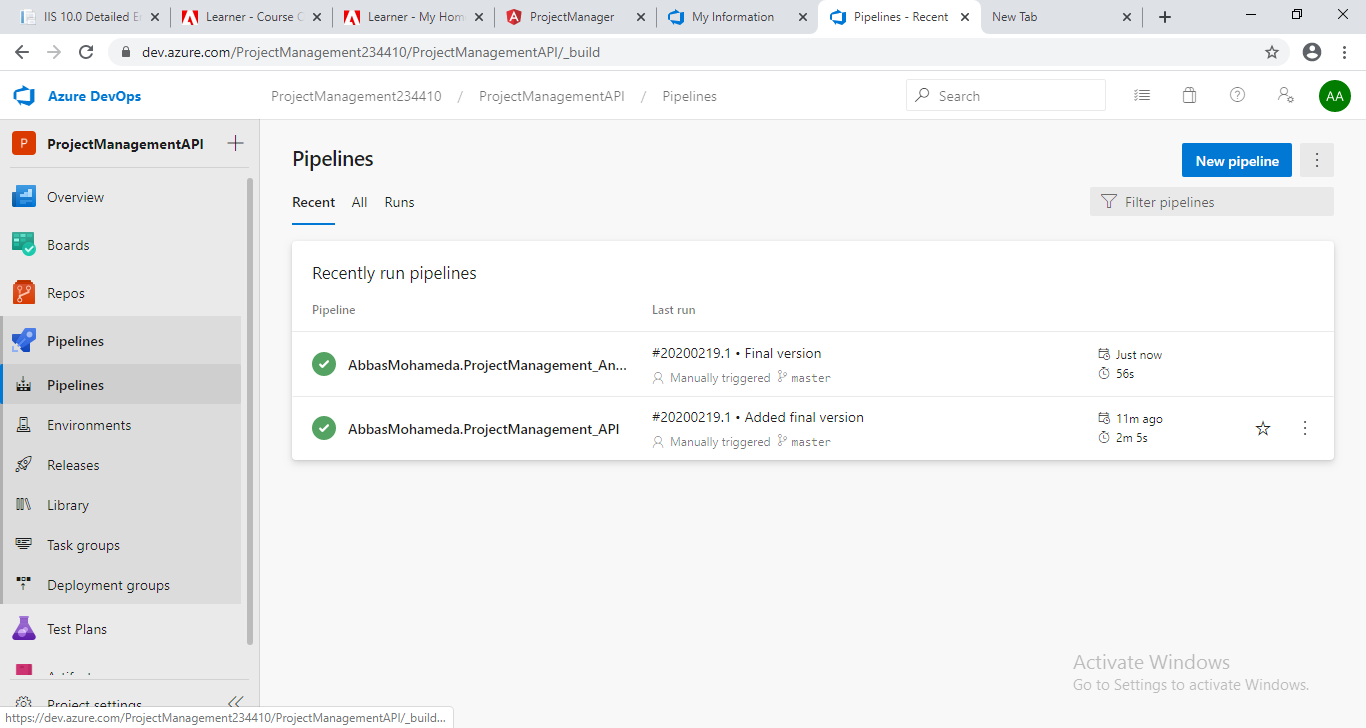 IIS 10.0 Detailed E
Learner - Course C
Learner - My Hom
ProjectManager
My Information
Pipelines - Recent
New Tab
dev.azure.com/ProjectManagement234410/ProjectManagementAPI/_build
Azure DevOps
ProjectManagement234410 / ProjectManagementAPI / Pipelines
Search
AA
P
ProjectManagementAPI
Overview
Boards
Repos
Pipelines
Pipelines
Environments
Releases
Library
Task groups
Deployment groups
Test Plans
Project settings
https://dev.azure.com/ProjectManagement234410/ProjectManagementAPI/_build...
Pipelines
New pipeline
Recent All Runs
Filter pipelines
Recently run pipelines
Pipeline Last run
AbbasMohameda.ProjectManagement_An...
#20200219.1 • Final version
Manually triggered master
Just now
56s
AbbasMohameda.ProjectManagement_API
#20200219.1 • Added final version
Manually triggered master
11m ago
2m 5s
Activate Windows
Go to Settings to activate Windows.